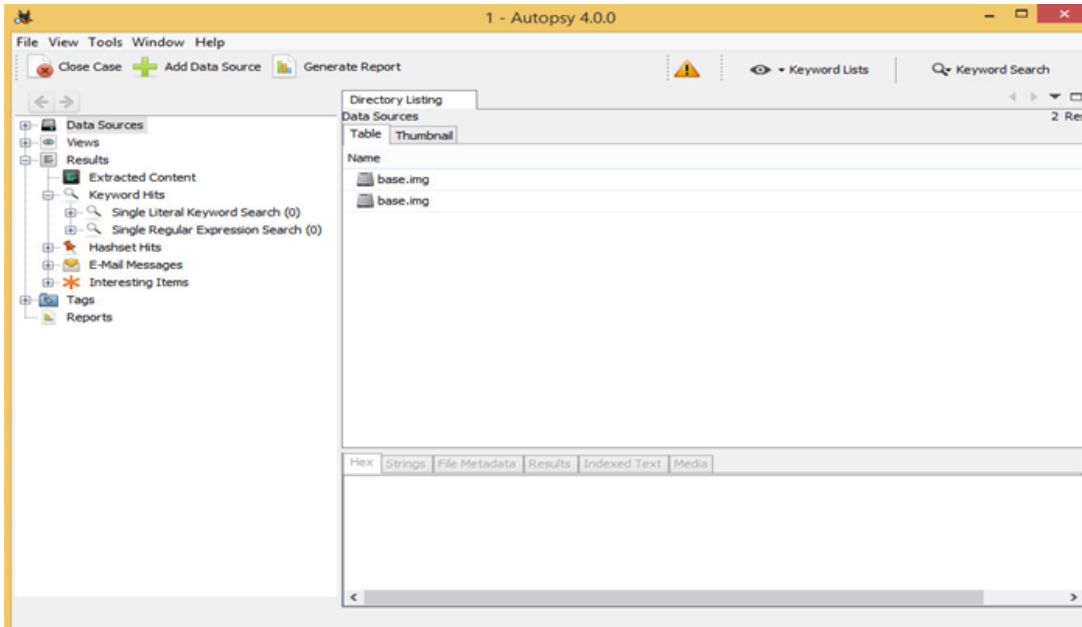 1 - Autopsy 4.0.0
File View Tools Window Help
Close Case Add Data Source Generate Report Keyword Lists Keyword Search
Data Sources
Views
Results
Extracted Content
Keyword Hits
Single Literal Keyword Search (0)
Single Regular Expression Search (0)
Hashset Hits
E-Mail Messages
Interesting Items
Tags
Reports
Directory Listing
Data Sources 2 Res
Table Thumbnail
Name
base.img
base.img
Hex Strings File Metadata Results Indexed Text Media